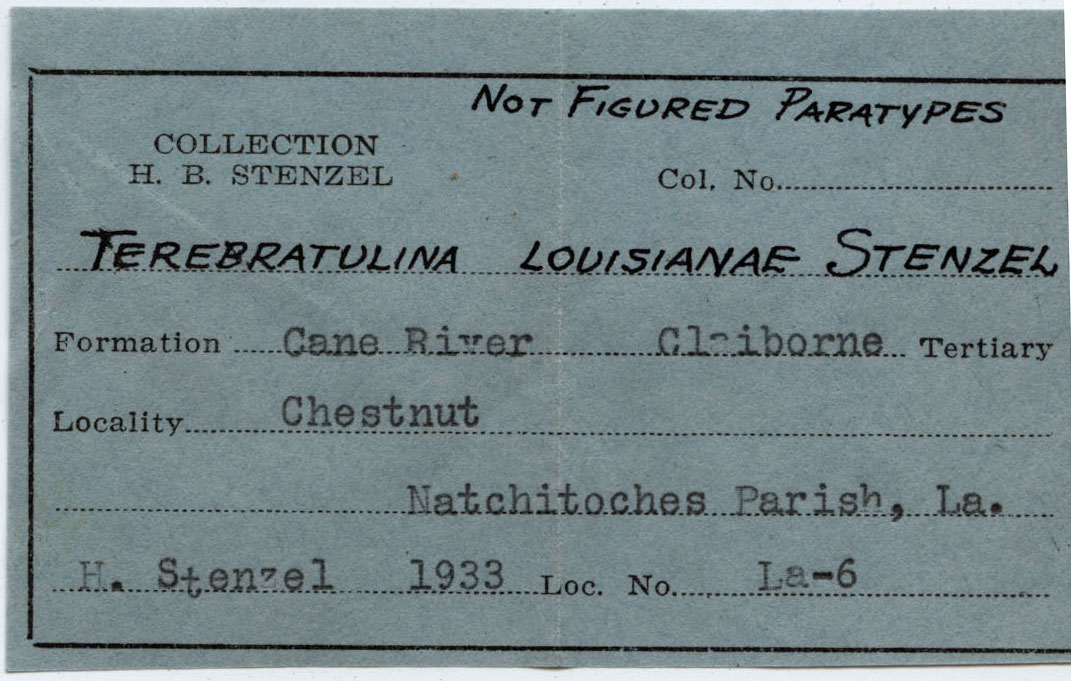 NOT FIGURED PARATYPES
COLLECTION
H. B. STENZEL
Col. No.
TEREBRATULINA LOUISIANAE STENZEL
Formation Cane River Claiborne Tertiary
Locality Chestnut
Natchitoches Parish, La.
H. Stenzel 1933 Loc. No. La-6